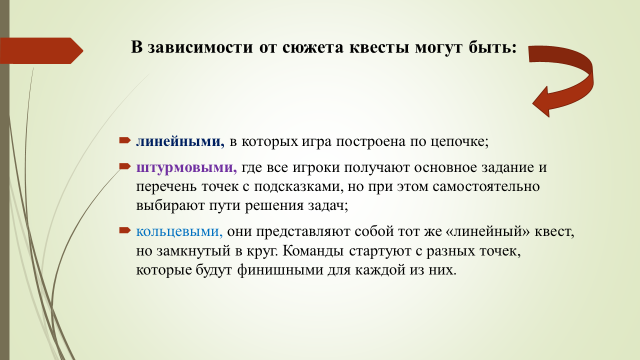 В зависимости от сюжета квесты могут быть:
линейными, в которых игра построена по цепочке;
штурмовыми, где все игроки получают основное задание и
перечень точек с подсказками, но при этом самостоятельно
выбирают пути решения задач;
кольцевыми, они представляют собой тот же «линейный» квест,
но замкнутый в круг. Команды стартуют с разных точек,
которые будут финишными для каждой из них.